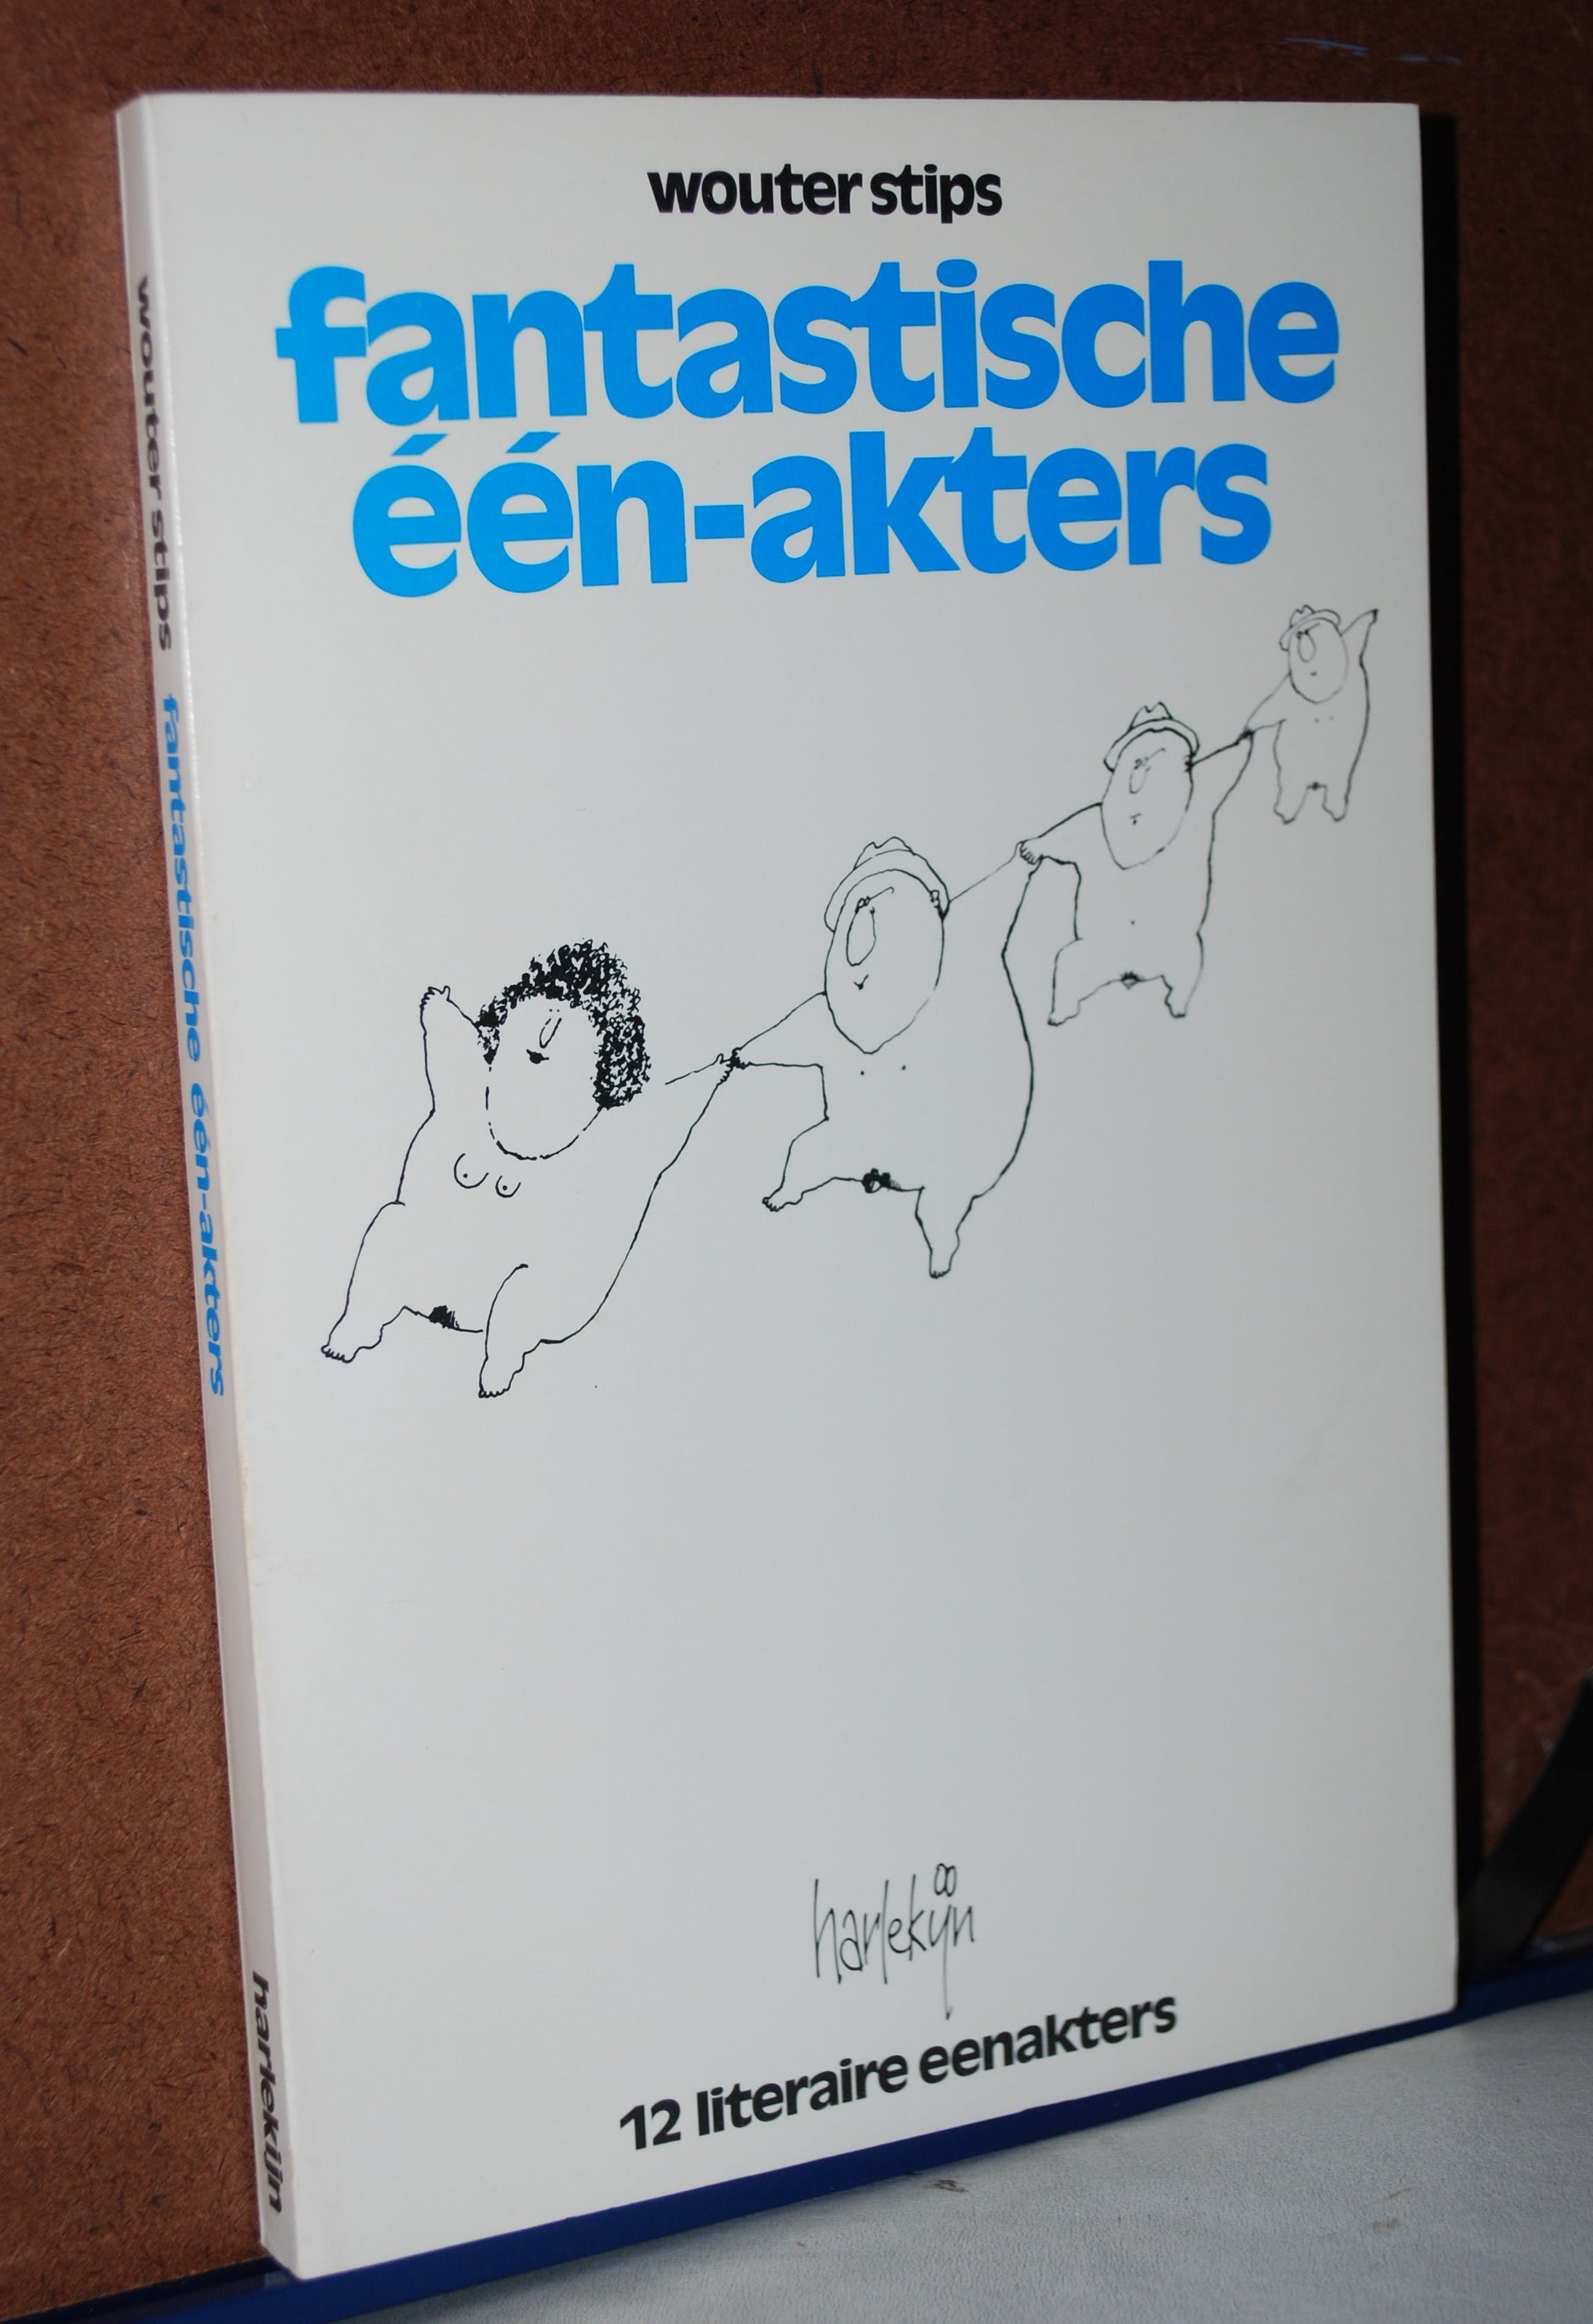 wouter stips
fantastische
één-akters
harlekijn
12 literaire eenakters
wouter stips fantastische één-akters harlekijn